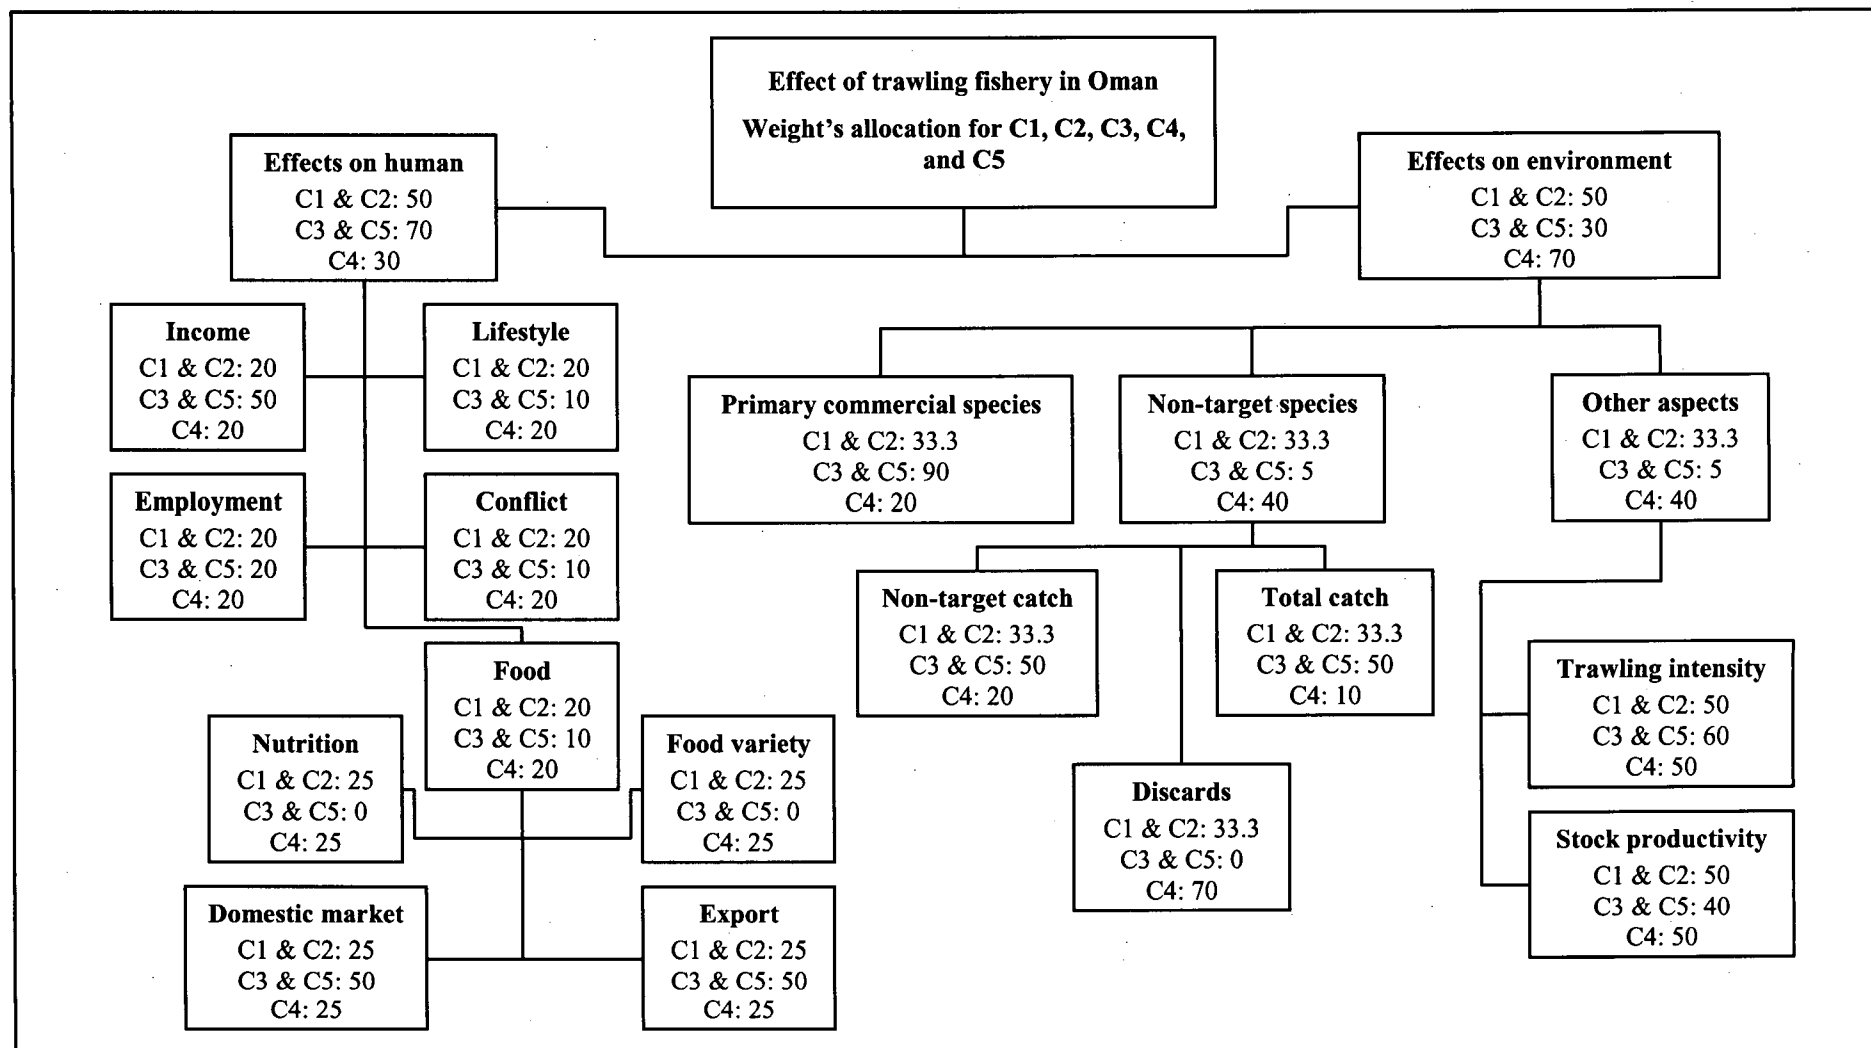 Effect of trawling fishery in Oman
Weight's allocation for C1, C2, C3, C4,
and C5
Effects on human
C1 & C2: 50
C3 & C5: 70
C4: 30
Effects on environment
C1 & C2: 50
C3 & C5: 30
C4: 70
Income
C1 & C2: 20
C3 & C5: 50
C4: 20
Lifestyle
C1 & C2: 20
C3 & C5: 10
C4: 20
Employment
C1 & C2: 20
C3 & C5: 20
C4: 20
Conflict
C1 & C2: 20
C3 & C5: 10
C4: 20
Food
C1 & C2: 20
C3 & C5: 10
C4: 20
Nutrition
C1 & C2: 25
C3 & C5: 0
C4: 25
Food variety
C1 & C2: 25
C3 & C5: 0
C4: 25
Domestic market
C1 & C2: 25
C3 & C5: 50
C4: 25
Export
C1 & C2: 25
C3 & C5: 50
C4: 25
Primary commercial species
C1 & C2: 33.3
C3 & C5: 90
C4: 20
Non-target species
C1 & C2: 33.3
C3 & C5: 5
C4: 40
Other aspects
C1 & C2: 33.3
C3 & C5: 5
C4: 40
Non-target catch
C1 & C2: 33.3
C3 & C5: 50
C4: 20
Total catch
C1 & C2: 33.3
C3 & C5: 50
C4: 10
Discards
C1 & C2: 33.3
C3 & C5: 0
C4: 70
Trawling intensity
C1 & C2: 50
C3 & C5: 60
C4: 50
Stock productivity
C1 & C2: 50
C3 & C5: 40
C4: 50